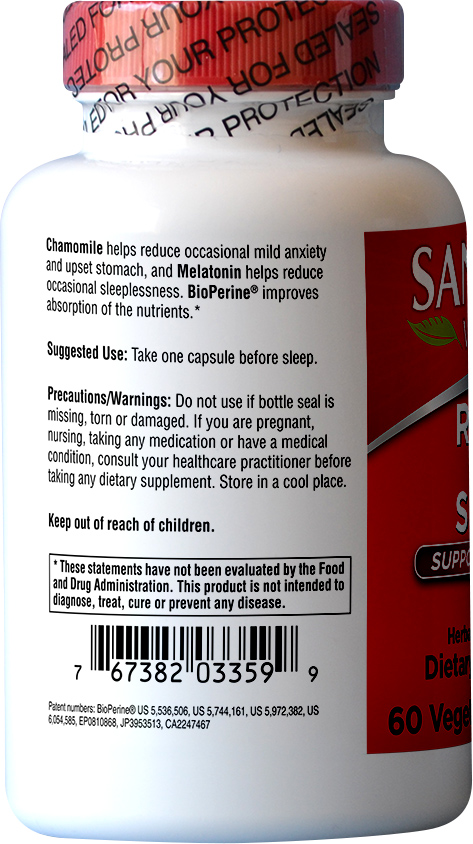 SEALED FOR YOUR PROTECTION
Chamomile helps reduce occasional mild anxiety
and upset stomach, and Melatonin helps reduce
occasional sleeplessness. BioPerine® improves
absorption of the nutrients.*
Suggested Use: Take one capsule before sleep.
Precautions/Warnings: Do not use if bottle seal is
missing, torn or damaged. If you are pregnant,
nursing, taking any medication or have a medical
condition, consult your healthcare practitioner before
taking any dietary supplement. Store in a cool place.
Keep out of reach of children.
* These statements have not been evaluated by the Food
and Drug Administration. This product is not intended to
diagnose, treat, cure or prevent any disease.
7 67382 03359 9
Patent numbers: BioPerine® US 5,536,506, US 5,744,161, US 5,972,382, US
6,054,585, EP0810868, JP3953513, CA2247467
SAN
R
S
SUPPO
Herb
Dietar
60 Vege